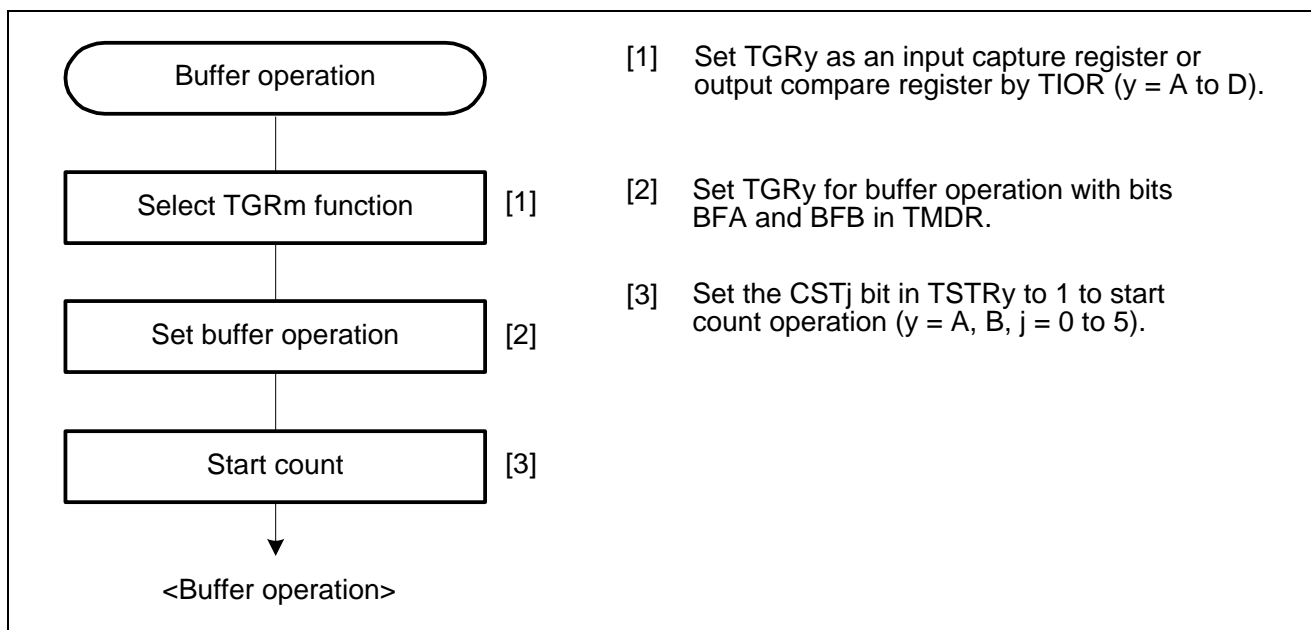 Buffer operation
Select TGRm function
[1]
Set buffer operation
[2]
Start count
[3]
<Buffer operation>
[1] Set TGRy as an input capture register or
output compare register by TIOR (y = A to D).
[2] Set TGRy for buffer operation with bits
BFA and BFB in TMDR.
[3] Set the CSTj bit in TSTRy to 1 to start
count operation (y = A, B, j = 0 to 5).